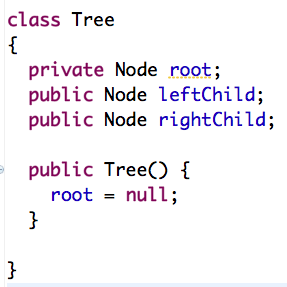 class Tree
{
  private Node root;
  public Node leftChild;
  public Node rightChild;

  public Tree() {
    root = null;
  }

}